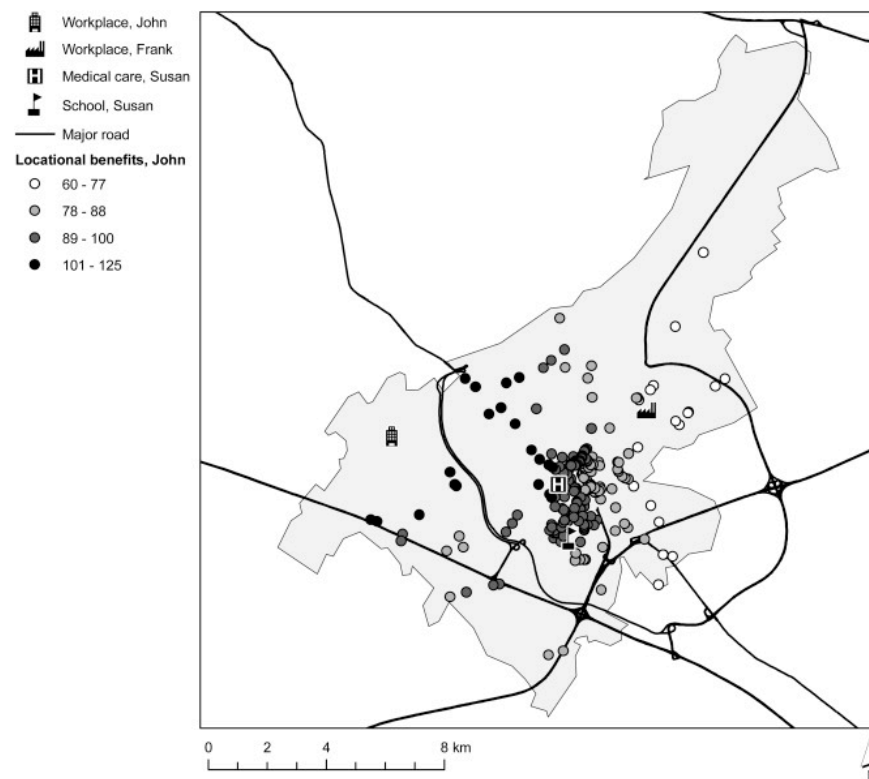 Workplace, John
Workplace, Frank
Medical care, Susan
School, Susan
Major road
Locational benefits, John
60 - 77
78 - 88
89 - 100
101 - 125
H
H
0 2 4 8 km